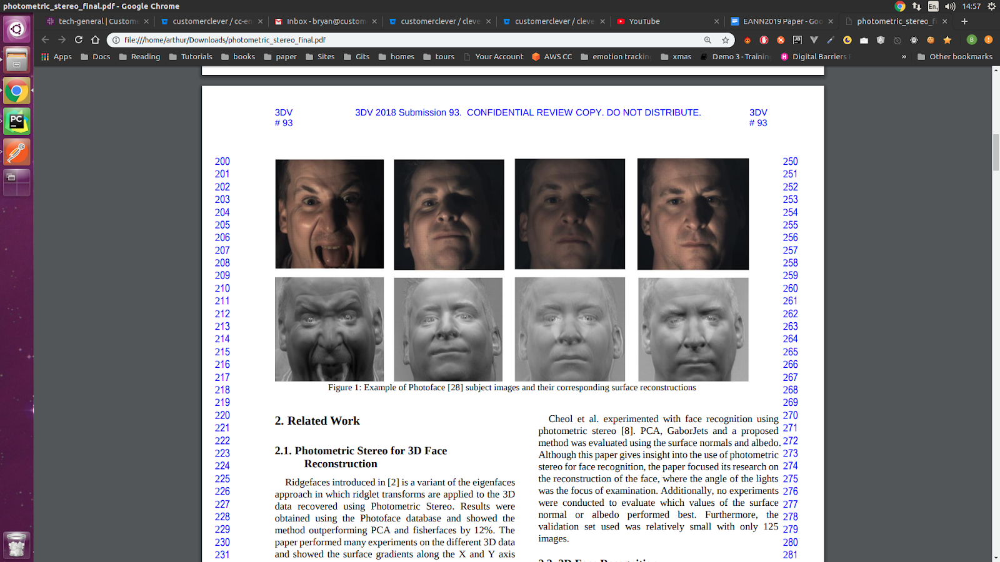 photometric_stereo_final.pdf - Google Chrome
En
14:57
tech-general | Custome
customerclever / cc-en
Inbox - bryan@custom
customerclever / cleve
customerclever / cleve
YouTube
EANN2019 Paper - Goo
photometric_stereo_fi
file:///home/arthur/Downloads/photometric_stereo_final.pdf
JB
B
Apps
Docs
Reading
Tutorials
books
paper
Sites
Gits
homes
tours
Your Account
AWS CC
emotion trackin
xmas
Demo 3 - Trainin
Digital Barriers
»
Other bookmarks
PC
3DV
# 93
3DV 2018 Submission 93. CONFIDENTIAL REVIEW COPY. DO NOT DISTRIBUTE.
3DV
# 93
200
201
202
203
204
205
206
207
208
209
210
211
212
213
214
215
216
217
218
219
220
221
222
223
224
225
226
227
228
229
230
231
Figure 1: Example of Photoface [28] subject images and their corresponding surface reconstructions
2. Related Work
2.1. Photometric Stereo for 3D Face
Reconstruction
Ridgefaces introduced in [2] is a variant of the eigenfaces
approach in which ridglet transforms are applied to the 3D
data recovered using Photometric Stereo. Results were
obtained using the Photoface database and showed the
method outperforming PCA and fisherfaces by 12%. The
paper performed many experiments on the different 3D data
and showed the surface gradients along the X and Y axis
Cheol et al. experimented with face recognition using
photometric stereo [8]. PCA, GaborJets and a proposed
method was evaluated using the surface normals and albedo.
Although this paper gives insight into the use of photometric
stereo for face recognition, the paper focused its research on
the reconstruction of the face, where the angle of the lights
was the focus of examination. Additionally, no experiments
were conducted to evaluate which values of the surface
normal or albedo performed best. Furthermore, the
validation set used was relatively small with only 125
images.
250
251
252
253
254
255
256
257
258
259
260
261
262
263
264
265
266
267
268
269
270
271
272
273
274
275
276
277
278
279
280
281